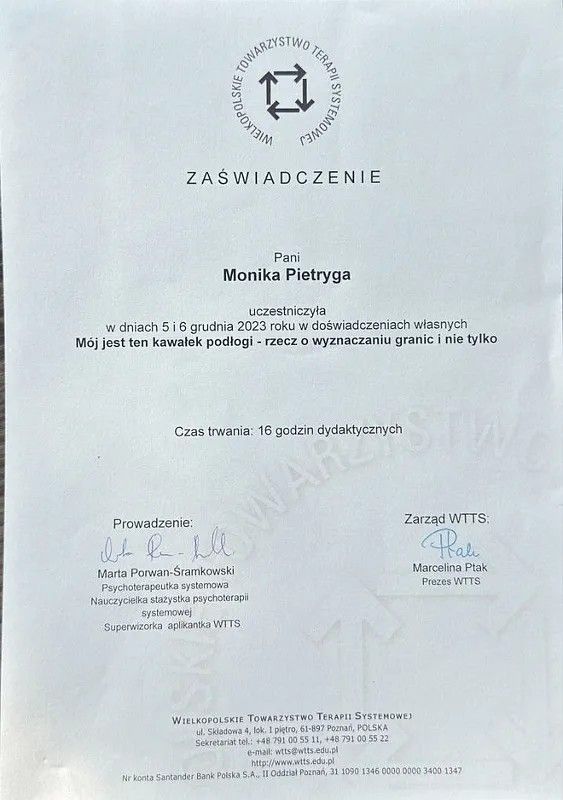 WIELKOPOLSKIE TOWARZYSTWO TERAPII SYSTEMOWEJ
ZAŚWIADCZENIE
Pani
Monika Pietryga
uczestniczyła
w dniach 5 i 6 grudnia 2023 roku w doświadczeniach własnych
Mój jest ten kawałek podłogi - rzecz o wyznaczaniu granic i nie tylko
Czas trwania: 16 godzin dydaktycznych
Prowadzenie:
Marta Porwan-Śramkowski
Psychoterapeutka systemowa
Nauczycielka stażystka psychoterapii
systemowej
Superwizorka aplikantka WTTS
Zarząd WTTS:
Ptak
Marcelina Ptak
Prezes WTTS
WIELKOPOLSKIE TOWARZYSTWO TERAPII SYSTEMOWEJ
ul. Składowa 4, lok. I piętro, 61-897 Poznań, POLSKA
Sekretariat tel.: +48 791 00 55 11, +48 791 00 55 22
e-mail: wtts@wtts.edu.pl
http://www.wtts.edu.pl
Nr konta Santander Bank Polska S.A., II Oddział Poznań, 31 1090 1346 0000 0000 3400 1347